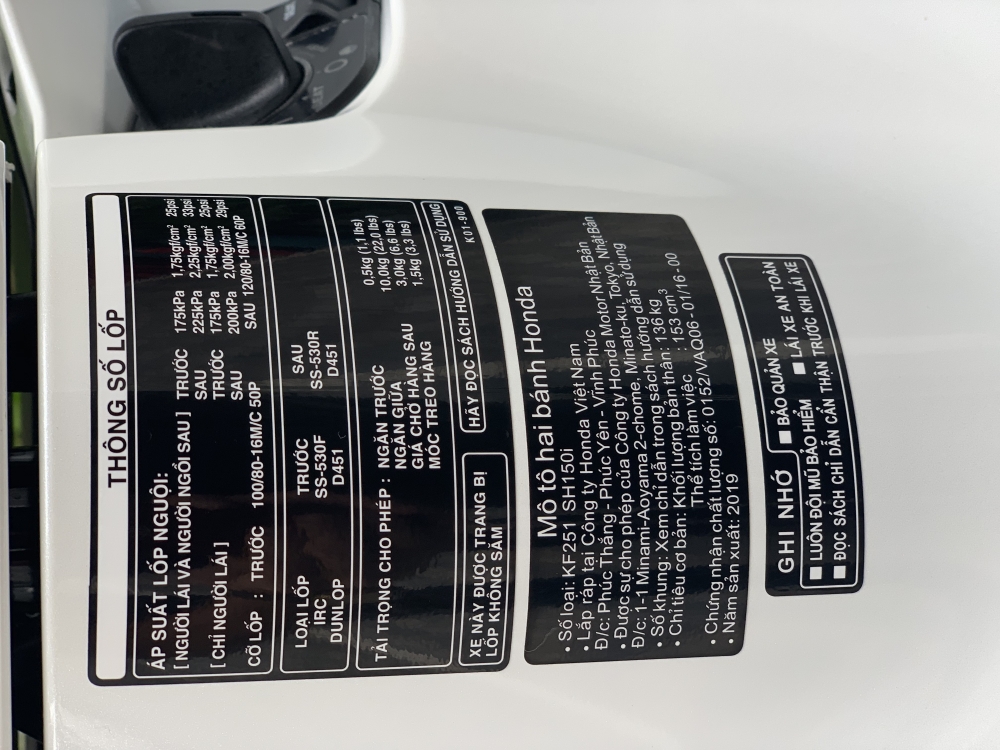 THÔNG SỐ LỐP
ÁP SUẤT LỐP NGUỘI:
[ NGƯỜI LÁI VÀ NGƯỜI NGỒI SAU ] TRƯỚC 175kPa 1,75kgf/cm² 25psi
SAU 225kPa 2,25kgf/cm² 33psi
[ CHỈ NGƯỜI LÁI ] TRƯỚC 175kPa 1,75kgf/cm² 25psi
SAU 200kPa 2,00kgf/cm² 29psi
CỠ LỐP : TRƯỚC 100/80-16M/C 50P SAU 120/80-16M/C 60P
LOẠI LỐP TRƯỚC SAU
IRC SS-530F SS-530R
DUNLOP D451 D451
TẢI TRỌNG CHO PHÉP : NGĂN TRƯỚC 0,5kg (1,1 lbs)
NGĂN GIỮA 10,0kg (22,0 lbs)
GIÁ CHỞ HÀNG SAU 3,0kg (6,6 lbs)
MÓC TREO HÀNG 1,5kg (3,3 lbs)
XE NÀY ĐƯỢC TRANG BỊ
LỐP KHÔNG SĂM
HÃY ĐỌC SÁCH HƯỚNG DẪN SỬ DỤNG
K01-900
Mô tô hai bánh Honda
• Số loại: KF251 SH150i
• Lắp ráp tại Công ty Honda Việt Nam
Đ/c: Phúc Thắng - Phúc Yên - Vĩnh Phúc
• Được sự cho phép của Công ty Honda Motor Nhật Bản
Đ/c: 1-1 Minami-Aoyama 2-chome, Minato-ku, Tokyo, Nhật Bản
• Số khung: Xem chỉ dẫn trong sách hướng dẫn sử dụng
• Chỉ tiêu cơ bản: Khối lượng bản thân: 136 kg
Thể tích làm việc : 153 cm³
• Chứng nhận chất lượng số: 0152/VAQ06 - 01/16 - 00
• Năm sản xuất: 2019
GHI NHỚ ■ BẢO QUẢN XE
■ LUÔN ĐỘI MŨ BẢO HIỂM ■ LÁI XE AN TOÀN
■ ĐỌC SÁCH CHỈ DẪN CẨN THẬN TRƯỚC KHI LÁI XE